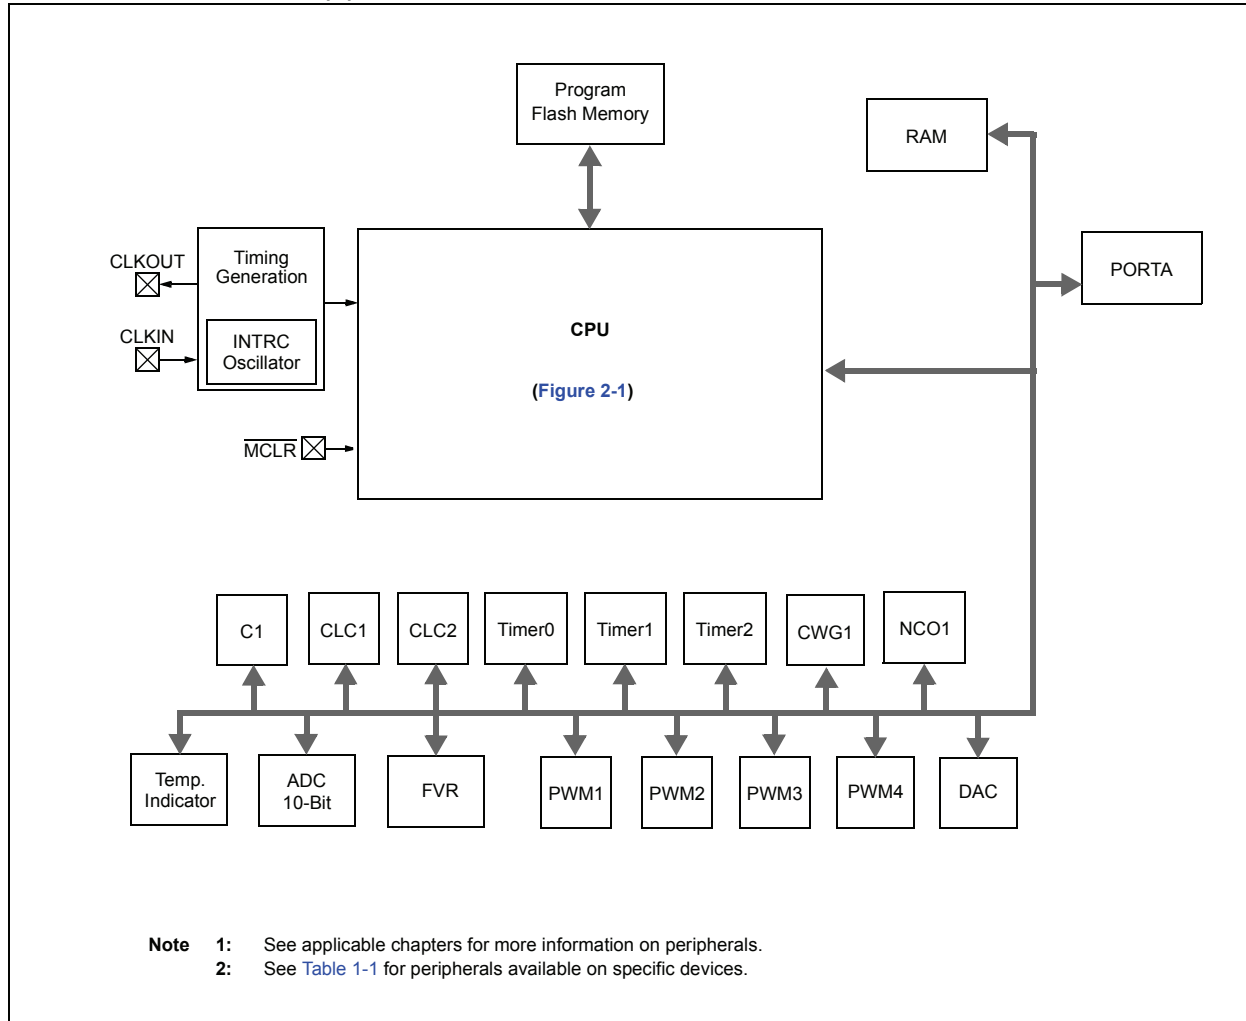 Program
Flash Memory
RAM
CLKOUT
Timing
Generation
PORTA
CLKIN
INTRC
Oscillator
CPU
(Figure 2-1)
MCLR
C1
CLC1
CLC2
Timer0
Timer1
Timer2
CWG1
NCO1
Temp.
Indicator
ADC
10-Bit
FVR
PWM1
PWM2
PWM3
PWM4
DAC
Note 1: See applicable chapters for more information on peripherals.
2: See Table 1-1 for peripherals available on specific devices.